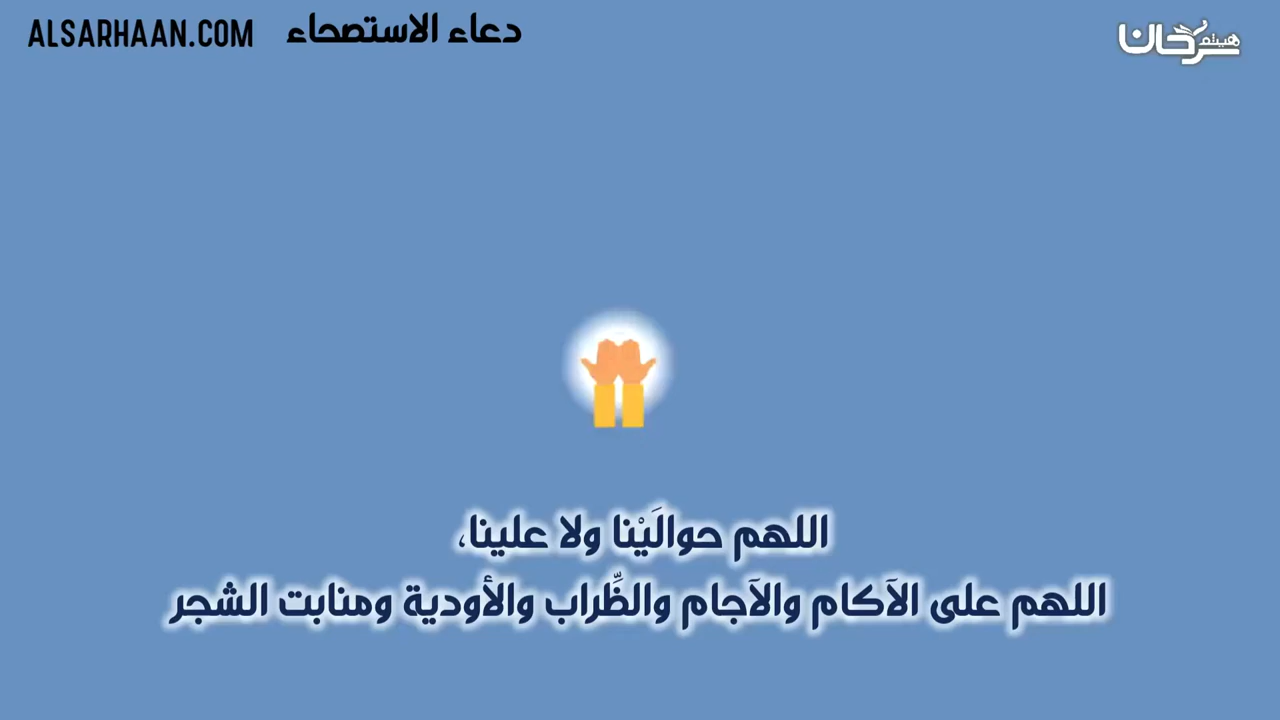 ALSARHAAN.COM دعاء الاستصحاء
هيثم سرحان
اللهم حوالَيْنا ولا علينا،
اللهم على الآكام والآجام والظِّراب والأودية ومنابت الشجر